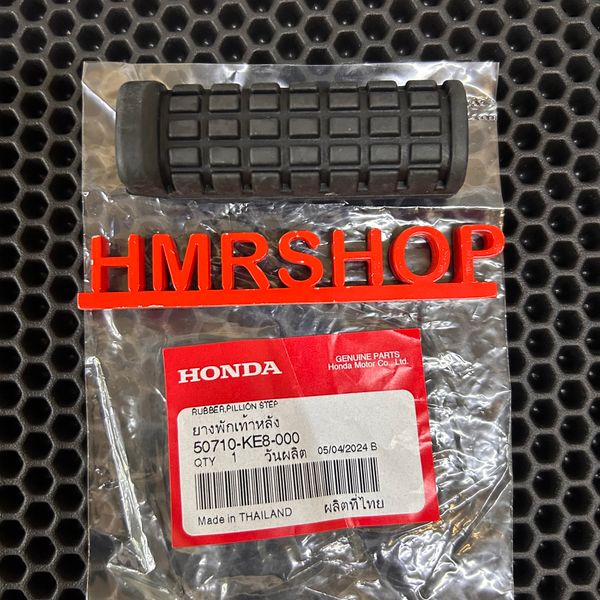 HMRSHOP
HONDA
GENUINE PARTS
Honda Motor Co., Ltd.
RUBBER,PILLION STEP
ยางพักเท้าหลัง
50710-KE8-000
QTY 1 วันผลิต 05/04/2024 B
Made in THAILAND ผลิตที่ไทย